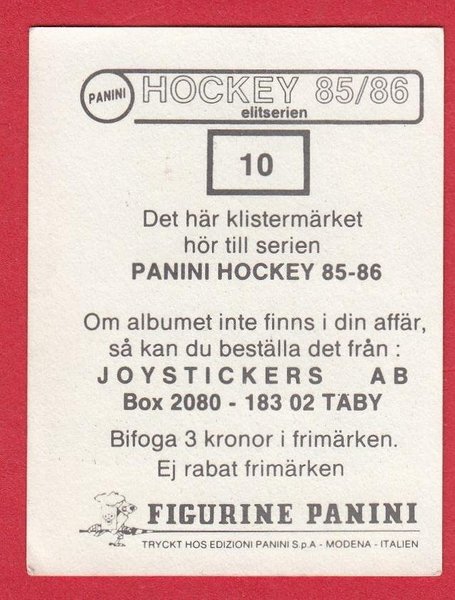 PANINI
HOCKEY 85/86
elitserien
10
Det här klistermärket
hör till serien
PANINI HOCKEY 85-86
Om albumet inte finns i din affär,
så kan du beställa det från :
JOYSTICKERS AB
Box 2080 - 183 02 TÄBY
Bifoga 3 kronor i frimärken.
Ej rabat frimärken
FIGURINE PANINI
TRYCKT HOS EDIZIONI PANINI S.p.A - MODENA - ITALIEN